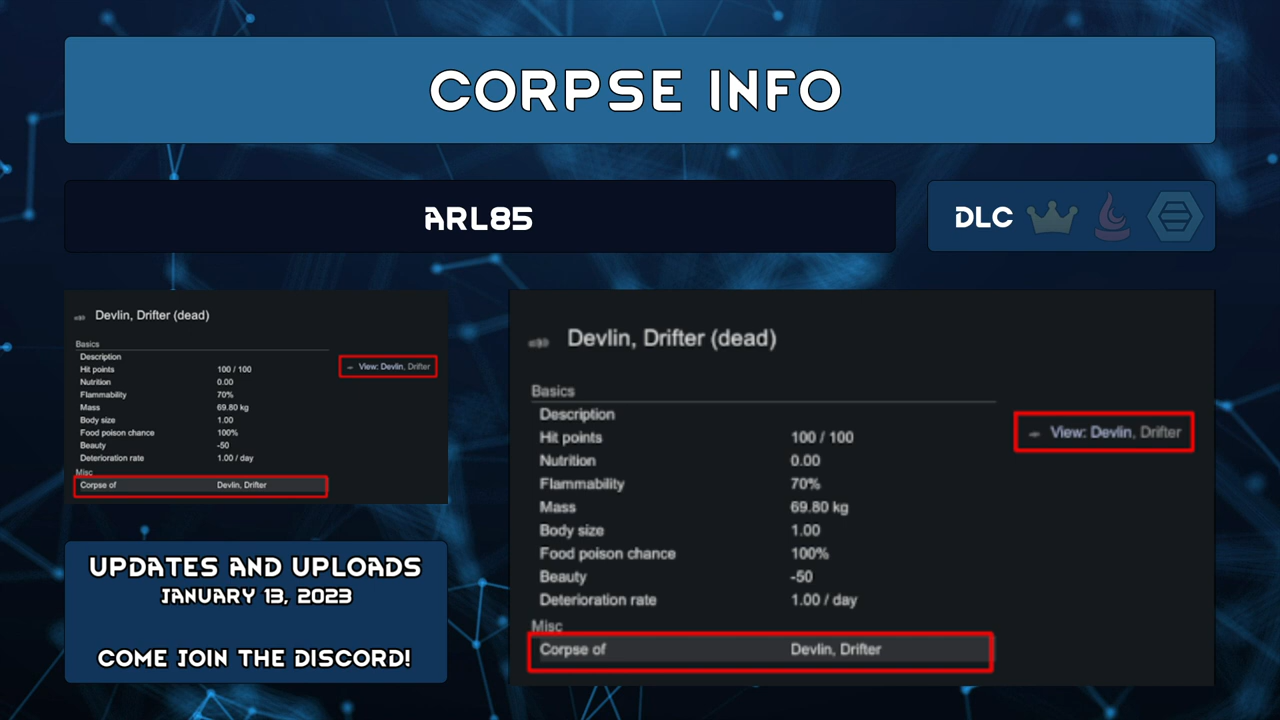 CORPSE INFO
ARL85
DLC
Devlin, Drifter (dead)
Basics
Description
Hit points 100 / 100
Nutrition 0.00
Flammability 70%
Mass 69.80 kg
Body size 1.00
Food poison chance 100%
Beauty -50
Deterioration rate 1.00 / day
Misc
Corpse of Devlin, Drifter
View: Devlin, Drifter
Devlin, Drifter (dead)
Basics
Description
Hit points 100 / 100
Nutrition 0.00
Flammability 70%
Mass 69.80 kg
Body size 1.00
Food poison chance 100%
Beauty -50
Deterioration rate 1.00 / day
Misc
Corpse of Devlin, Drifter
View: Devlin, Drifter
UPDATES AND UPLOADS
JANUARY 13, 2023
COME JOIN THE DISCORD!